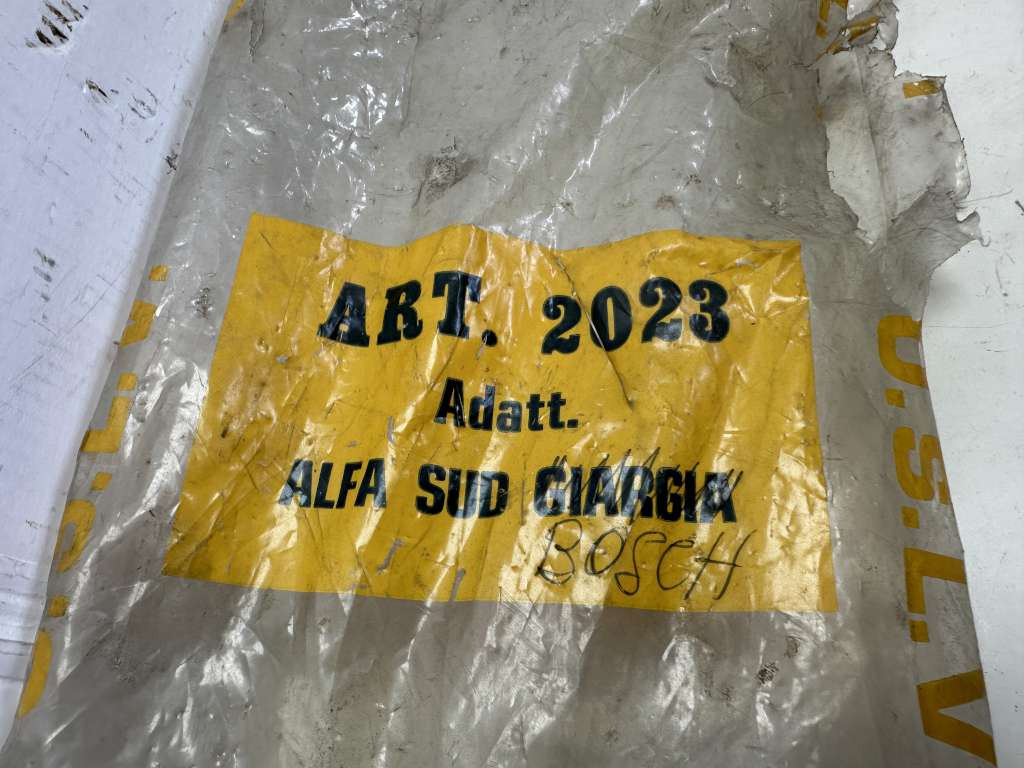 ART. 2023
Adatt.
ALFA SUD GIARGIA
BOSCH
U.S.L.V
.S.L.V.